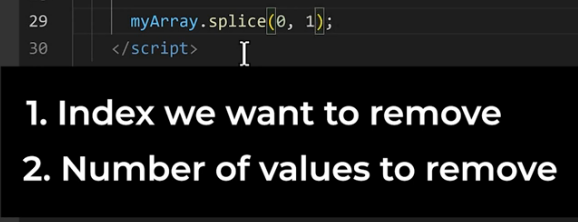 29 myArray.splice(0, 1);
30 </script>
1. Index we want to remove
2. Number of values to remove